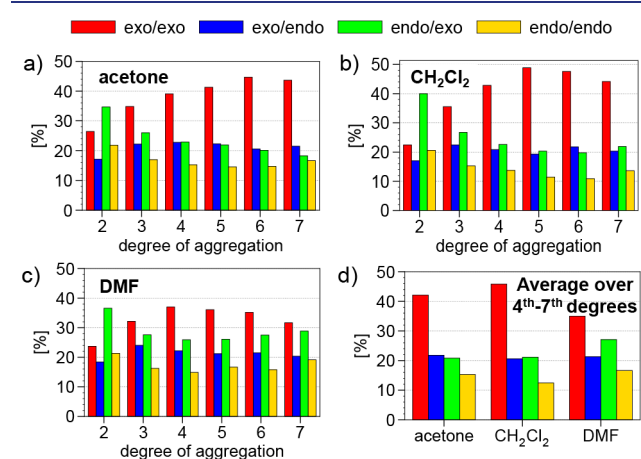 exo/exo exo/endo endo/exo endo/endo
a) acetone
[%]
50
40
30
20
10
0
2 3 4 5 6 7
degree of aggregation
b) CH₂Cl₂
[%]
50
40
30
20
10
0
2 3 4 5 6 7
degree of aggregation
c) DMF
[%]
50
40
30
20
10
0
2 3 4 5 6 7
degree of aggregation
d) Average over
4ᵗʰ-7ᵗʰ degrees
[%]
50
40
30
20
10
0
acetone CH₂Cl₂ DMF